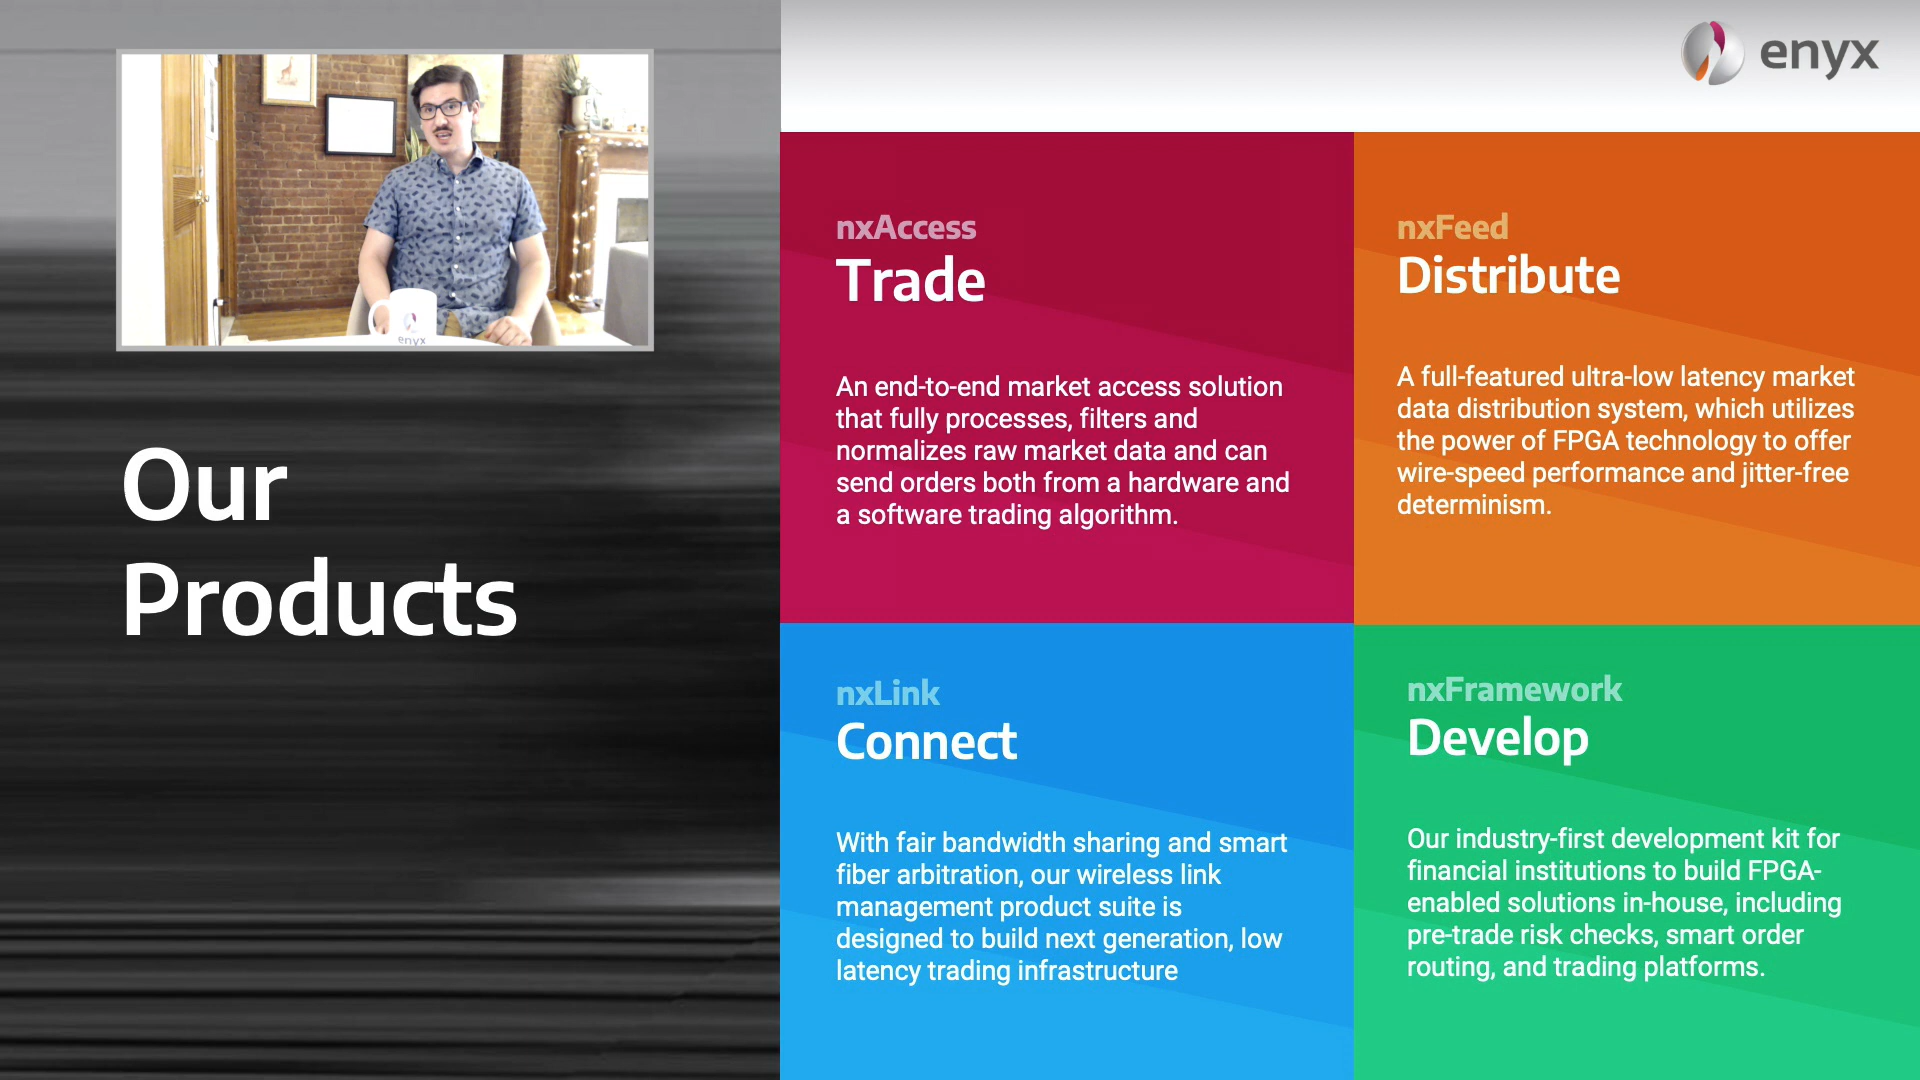 enyx
enyx
Our
Products
nxAccess
Trade
An end-to-end market access solution
that fully processes, filters and
normalizes raw market data and can
send orders both from a hardware and
a software trading algorithm.
nxFeed
Distribute
A full-featured ultra-low latency market
data distribution system, which utilizes
the power of FPGA technology to offer
wire-speed performance and jitter-free
determinism.
nxLink
Connect
With fair bandwidth sharing and smart
fiber arbitration, our wireless link
management product suite is
designed to build next generation, low
latency trading infrastructure
nxFramework
Develop
Our industry-first development kit for
financial institutions to build FPGA-
enabled solutions in-house, including
pre-trade risk checks, smart order
routing, and trading platforms.